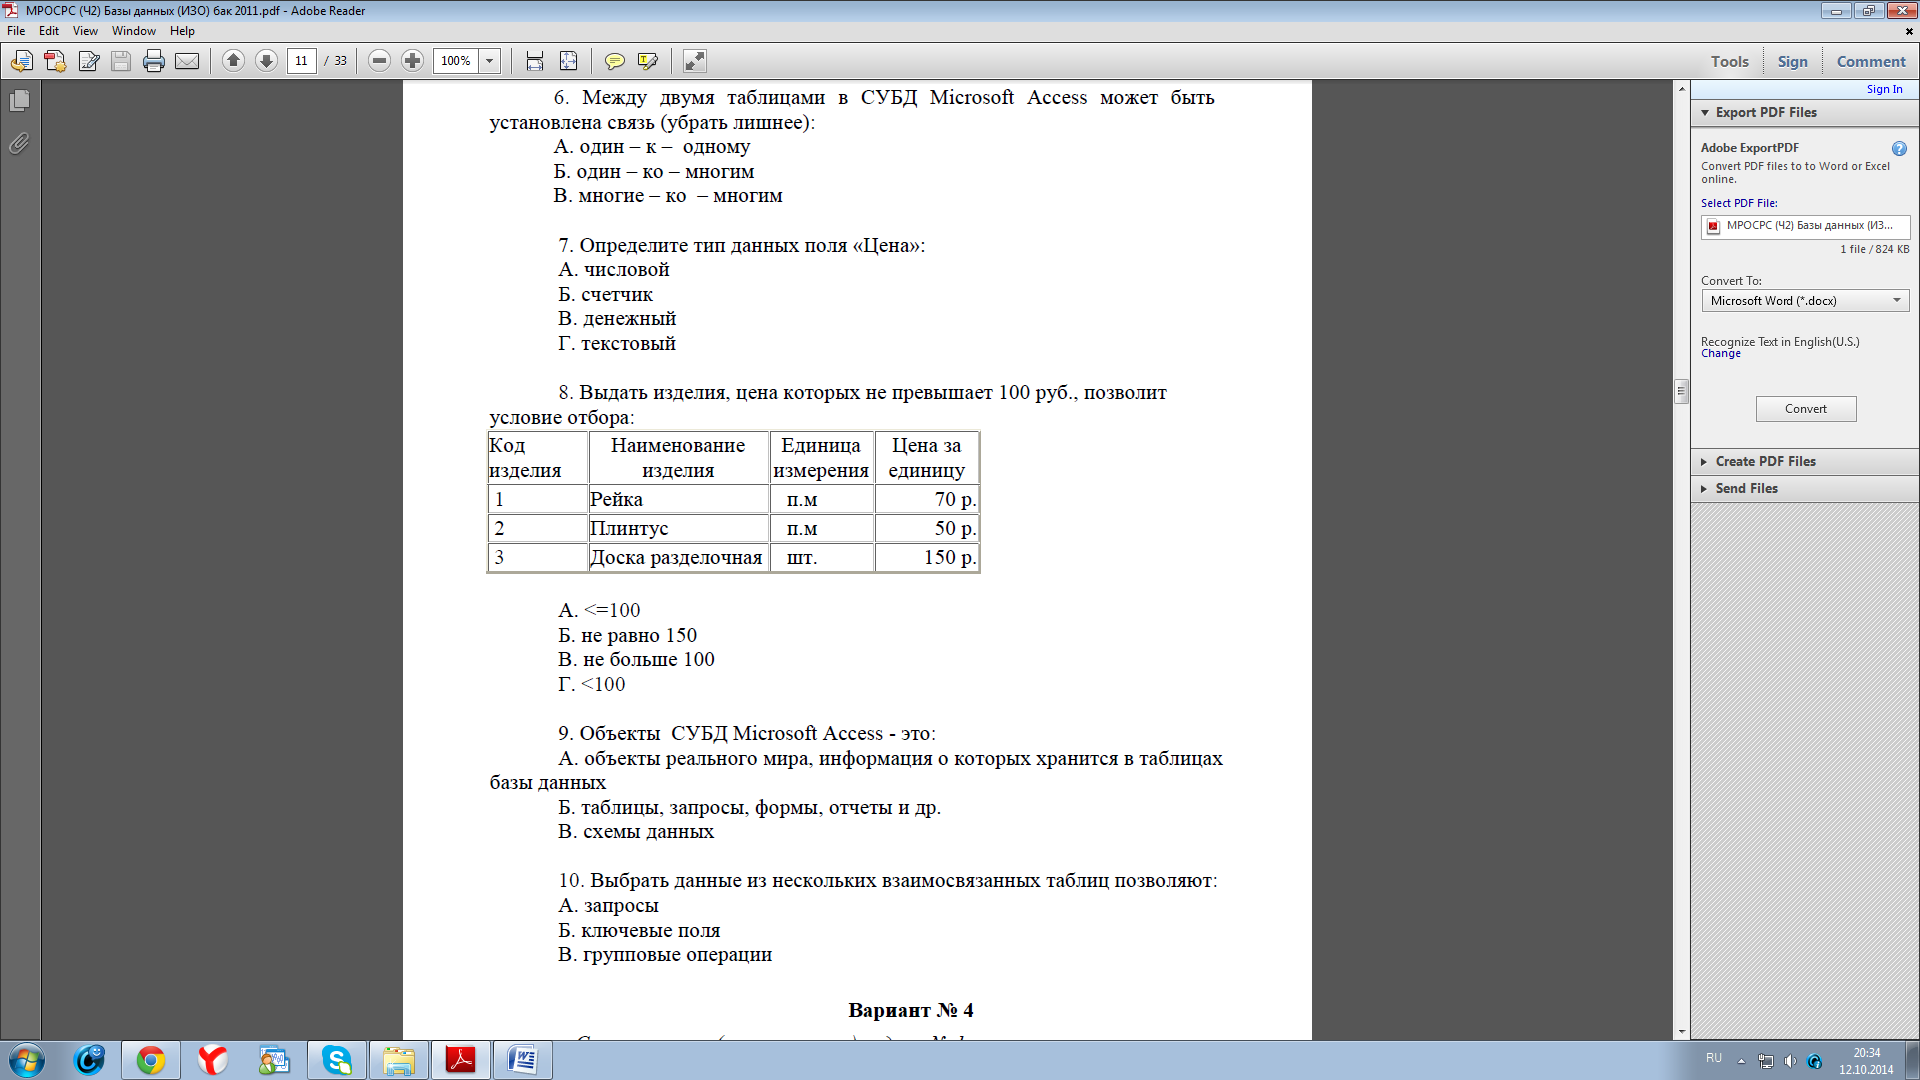 МРОСРС (Ч2) Базы данных (ИЗО) бак 2011.pdf - Adobe Reader
File Edit View Window Help
11 / 33 100% Tools Sign Comment
Sign In
Export PDF Files
Adobe ExportPDF
Convert PDF files to to Word or Excel
online.
Select PDF File:
МРОСРС (Ч2) Базы данных (ИЗ...
1 file / 824 KB
Convert To:
Microsoft Word (*.docx)
Recognize Text in English(U.S.)
Change
Convert
Create PDF Files
Send Files
6. Между двумя таблицами в СУБД Microsoft Access может быть
установлена связь (убрать лишнее):
А. один – к – одному
Б. один – ко – многим
В. многие – ко – многим
7. Определите тип данных поля «Цена»:
А. числовой
Б. счетчик
В. денежный
Г. текстовый
8. Выдать изделия, цена которых не превышает 100 руб., позволит
условие отбора:
Код Наименование Единица Цена за
изделия изделия измерения единицу
1 Рейка п.м 70 р.
2 Плинтус п.м 50 р.
3 Доска разделочная шт. 150 р.
А. <=100
Б. не равно 150
В. не больше 100
Г. <100
9. Объекты СУБД Microsoft Access - это:
А. объекты реального мира, информация о которых хранится в таблицах
базы данных
Б. таблицы, запросы, формы, отчеты и др.
В. схемы данных
10. Выбрать данные из нескольких взаимосвязанных таблиц позволяют:
А. запросы
Б. ключевые поля
В. групповые операции
Вариант № 4
RU 20:34
12.10.2014